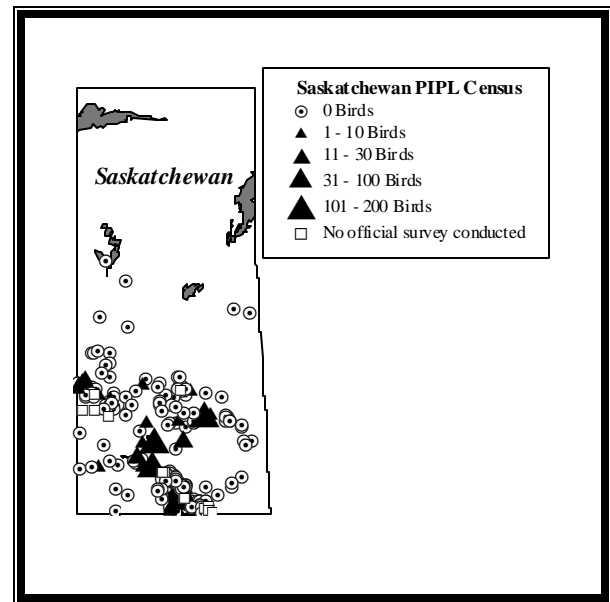 Saskatchewan PIPL Census
0 Birds
1 - 10 Birds
11 - 30 Birds
31 - 100 Birds
101 - 200 Birds
No official survey conducted
Saskatchewan